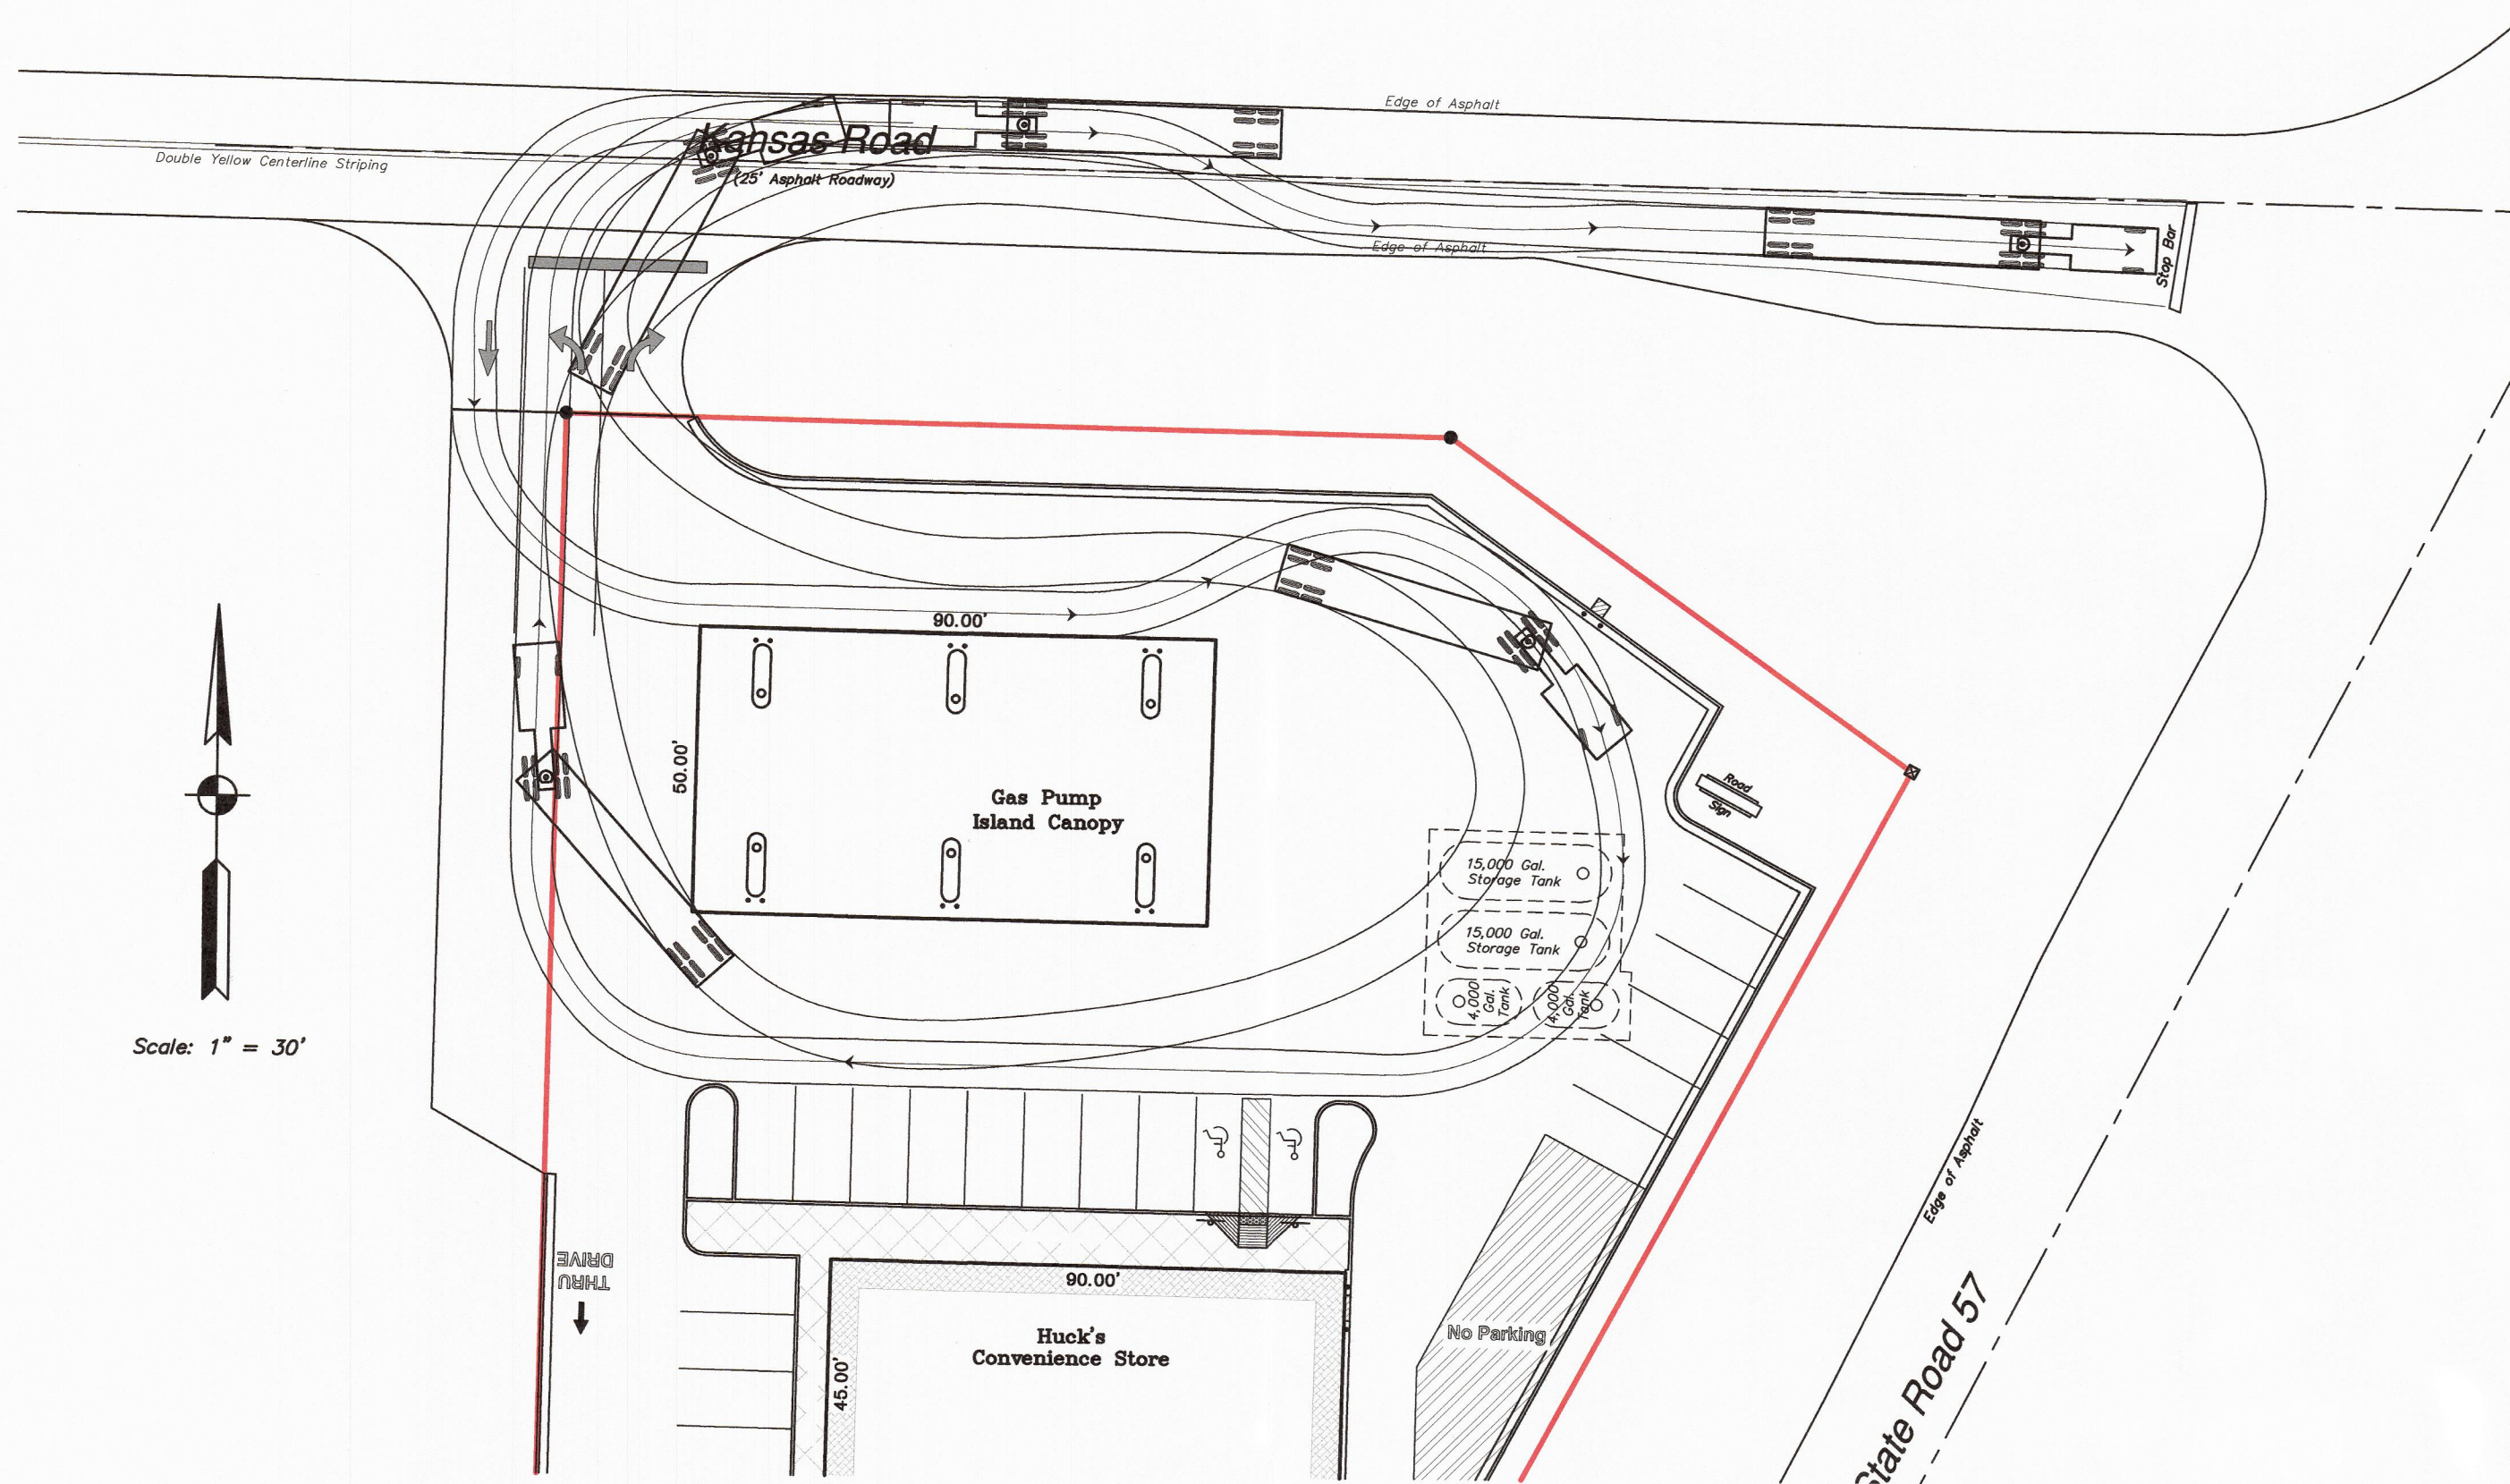 Edge of Asphalt
Kansas Road
Double Yellow Centerline Striping
(25' Asphalt Roadway)
Edge of Asphalt
Stop Bar
90.00'
50.00'
Gas Pump
Island Canopy
Road
Sign
15,000 Gal.
Storage Tank
15,000 Gal.
Storage Tank
4,000
Gal.
Tank
4,000
Gal.
Tank
Scale: 1" = 30'
Edge of Asphalt
THRU
DRIVE
90.00'
45.00'
Huck's
Convenience Store
No Parking
State Road 57